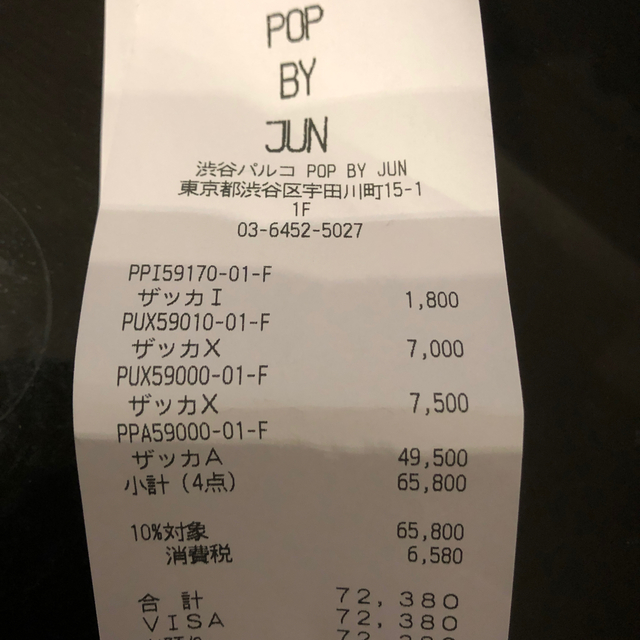 POP
BY
JUN
渋谷パルコ POP BY JUN
東京都渋谷区宇田川町15-1
1F
03-6452-5027
PPI59170-01-F
ザッカI 1,800
PUX59010-01-F
ザッカX 7,000
PUX59000-01-F
ザッカX 7,500
PPA59000-01-F
ザッカA 49,500
小計(4点) 65,800
10%対象 65,800
消費税 6,580
合計 72,380
VISA 72,380